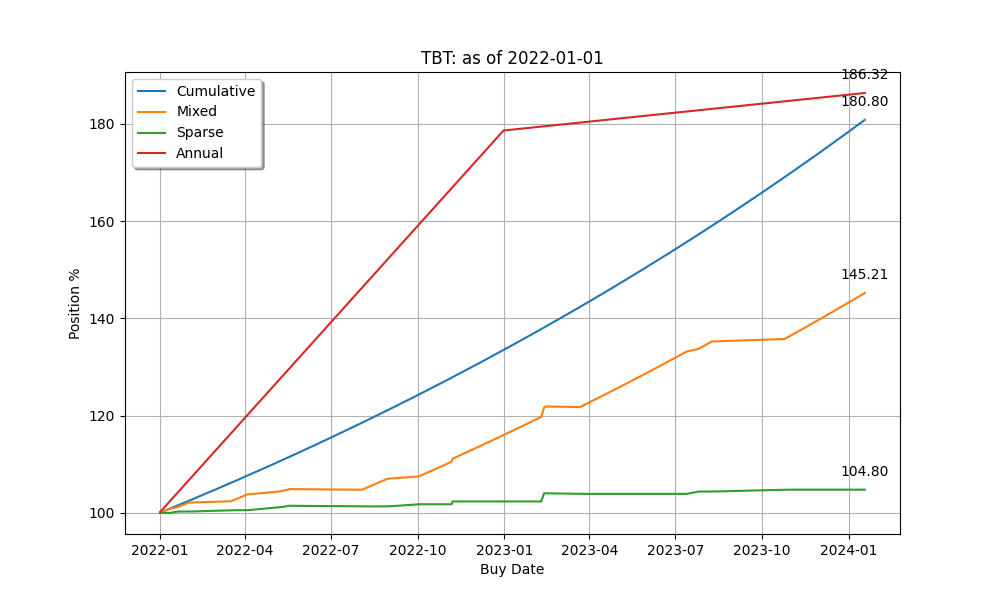 TBT: as of 2022-01-01
186.32
180.80
145.21
104.80
Cumulative
Mixed
Sparse
Annual
Position %
180
160
140
120
100
2022-01 2022-04 2022-07 2022-10 2023-01 2023-04 2023-07 2023-10 2024-01
Buy Date